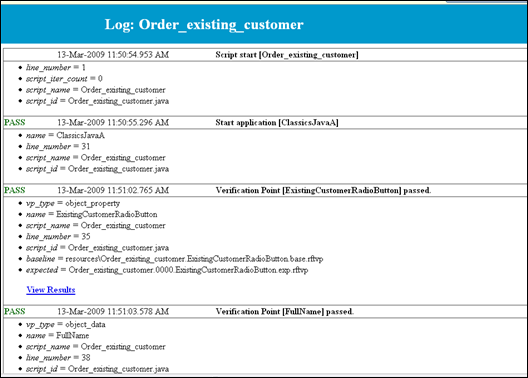 Log: Order_existing_customer
13-Mar-2009 11:50:54.953 AM Script start [Order_existing_customer]
line_number = 1
script_iter_count = 0
script_name = Order_existing_customer
script_id = Order_existing_customer.java
PASS 13-Mar-2009 11:50:55.296 AM Start application [ClassicsJavaA]
name = ClassicsJavaA
line_number = 31
script_name = Order_existing_customer
script_id = Order_existing_customer.java
PASS 13-Mar-2009 11:51:02.765 AM Verification Point [ExistingCustomerRadioButton] passed.
vp_type = object_property
name = ExistingCustomerRadioButton
script_name = Order_existing_customer
line_number = 35
script_id = Order_existing_customer.java
baseline = resources\Order_existing_customer.ExistingCustomerRadioButton.base.rftvp
expected = Order_existing_customer.0000.ExistingCustomerRadioButton.exp.rftvp
View Results
PASS 13-Mar-2009 11:51:03.578 AM Verification Point [FullName] passed.
vp_type = object_data
name = FullName
script_name = Order_existing_customer
line_number = 38
script_id = Order_existing_customer.java